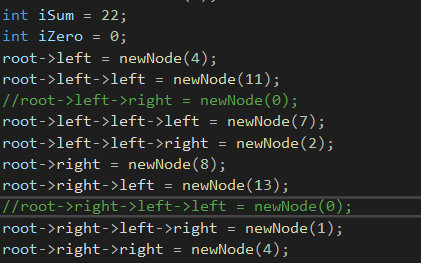 int iSum = 22;
int iZero = 0;
root->left = newNode(4);
root->left->left = newNode(11);
//root->left->right = newNode(0);
root->left->left->left = newNode(7);
root->left->left->right = newNode(2);
root->right = newNode(8);
root->right->left = newNode(13);
//root->right->left->left = newNode(0);
root->right->left->right = newNode(1);
root->right->right = newNode(4);